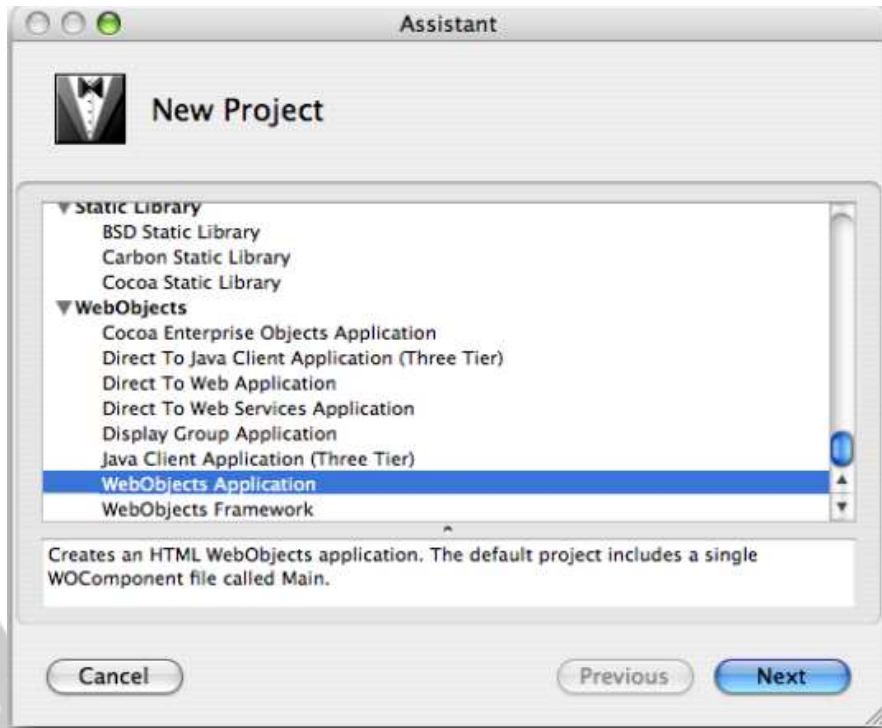 Assistant
New Project
Static Library
BSD Static Library
Carbon Static Library
Cocoa Static Library
WebObjects
Cocoa Enterprise Objects Application
Direct To Java Client Application (Three Tier)
Direct To Web Application
Direct To Web Services Application
Display Group Application
Java Client Application (Three Tier)
WebObjects Application
WebObjects Framework
Creates an HTML WebObjects application. The default project includes a single
WOComponent file called Main.
Cancel
Previous
Next